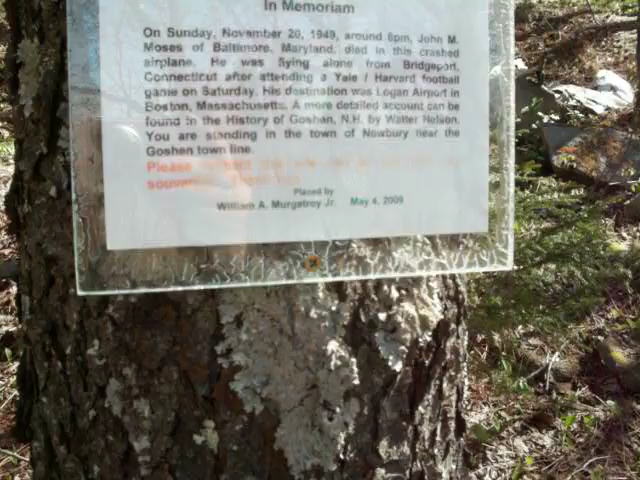 In Memoriam
On Sunday, November 20, 1949, around 6pm, John M.
Moses of Baltimore, Maryland, died in this crashed
airplane. He was flying alone from Bridgeport,
Connecticut after attending a Yale / Harvard football
game on Saturday. His destination was Logan Airport in
Boston, Massachusetts. A more detailed account can be
found in the History of Goshen, N.H. by Walter Nelson.
You are standing in the town of Newbury near the
Goshen town line.
Please
Placed by
William A. Murgatroy Jr. May 4, 2009